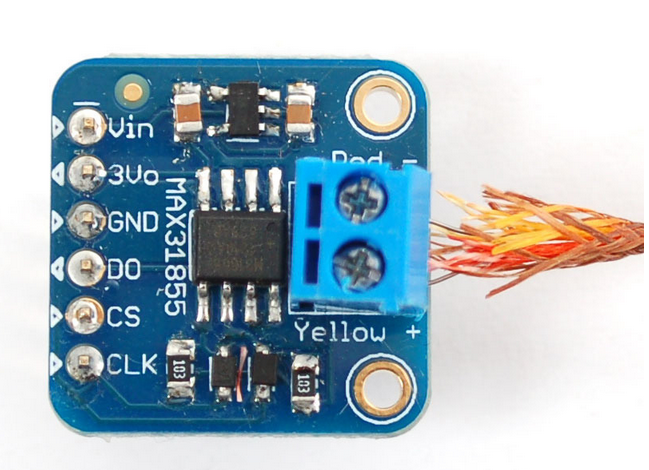 Vin
3Vo
GND
DO
CS
CLK
MAX31855
Red -
Yellow +
103
103